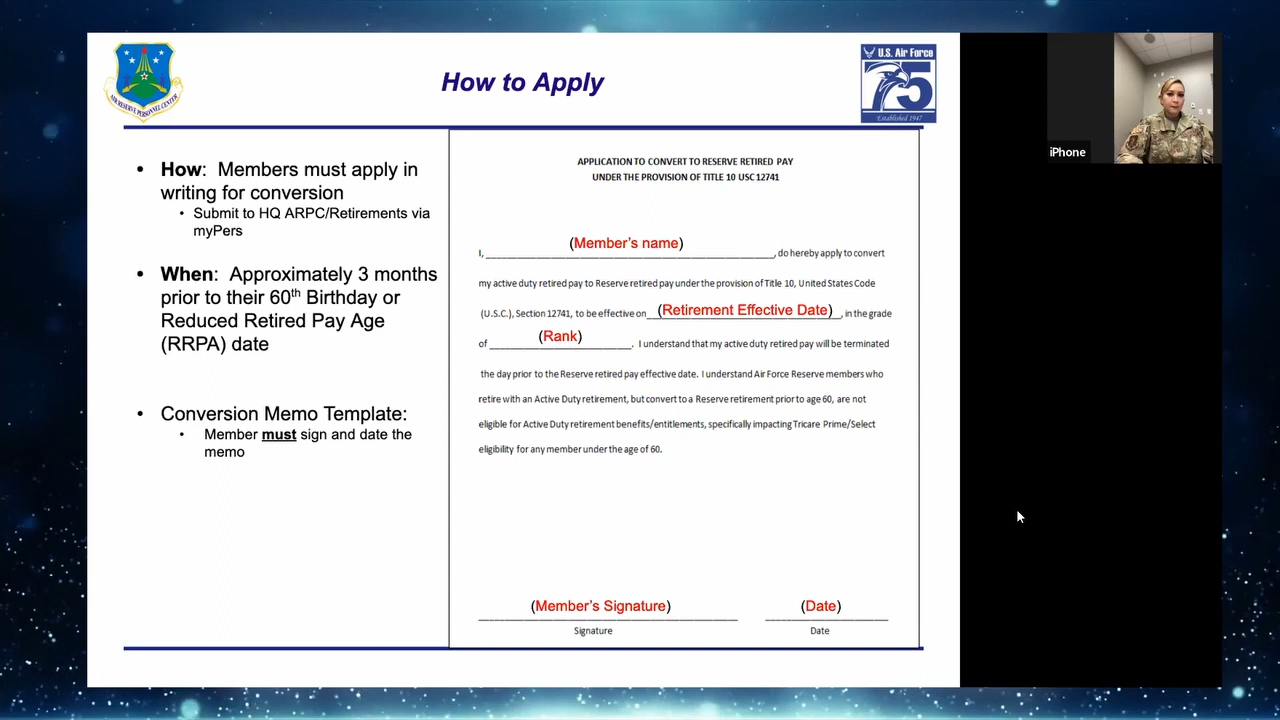 AIR RESERVE PERSONNEL CENTER
How to Apply
U.S. Air Force
75
Established 1947
• How: Members must apply in
writing for conversion
• Submit to HQ ARPC/Retirements via
myPers
• When: Approximately 3 months
prior to their 60th Birthday or
Reduced Retired Pay Age
(RRPA) date
• Conversion Memo Template:
• Member must sign and date the
memo
APPLICATION TO CONVERT TO RESERVE RETIRED PAY
UNDER THE PROVISION OF TITLE 10 USC 12741
(Member's name)
I, ________, do hereby apply to convert
my active duty retired pay to Reserve retired pay under the provision of Title 10, United States Code
(U.S.C.), Section 12741, to be effective on (Retirement Effective Date), in the grade
(Rank)
of ________. I understand that my active duty retired pay will be terminated
the day prior to the Reserve retired pay effective date. I understand Air Force Reserve members who
retire with an Active Duty retirement, but convert to a Reserve retirement prior to age 60, are not
eligible for Active Duty retirement benefits/entitlements, specifically impacting Tricare Prime/Select
eligibility for any member under the age of 60.
(Member's Signature) (Date)
Signature Date
iPhone